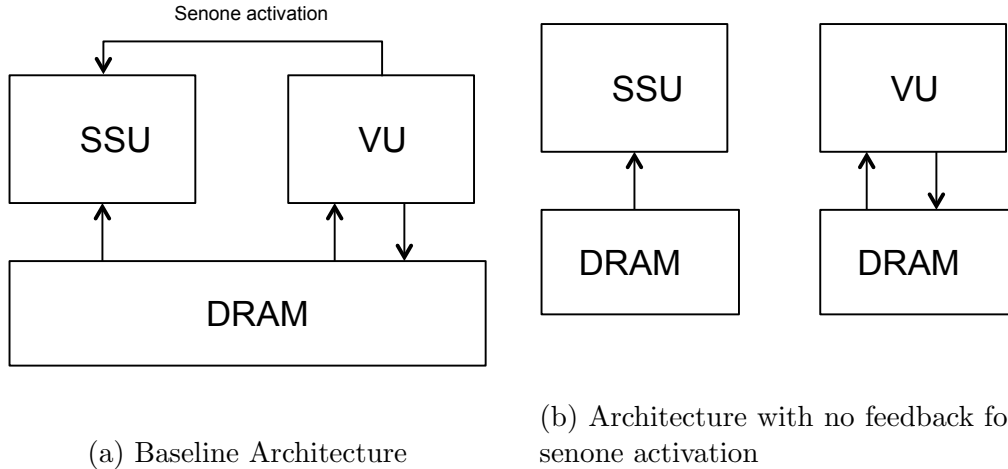 Senone activation
SSU
VU
DRAM
(a) Baseline Architecture
SSU
VU
DRAM
DRAM
(b) Architecture with no feedback fo
senone activation